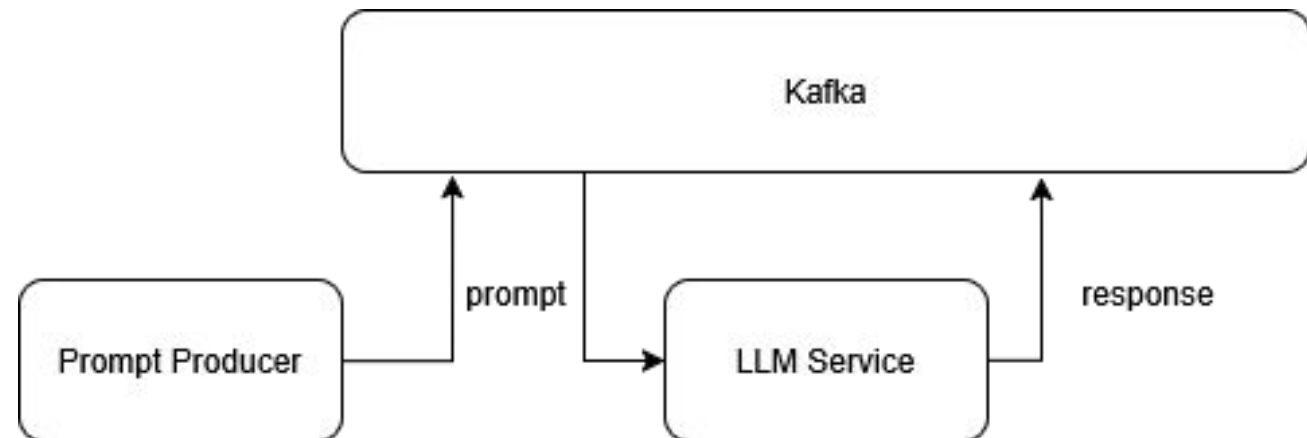 Kafka
prompt
response
Prompt Producer
LLM Service